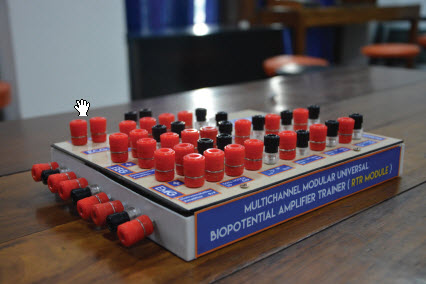 MULTICHANNEL MODULAR UNIVERSAL
BIOPOTENTIAL AMPLIFIER TRAINER ( RTR MODULE )